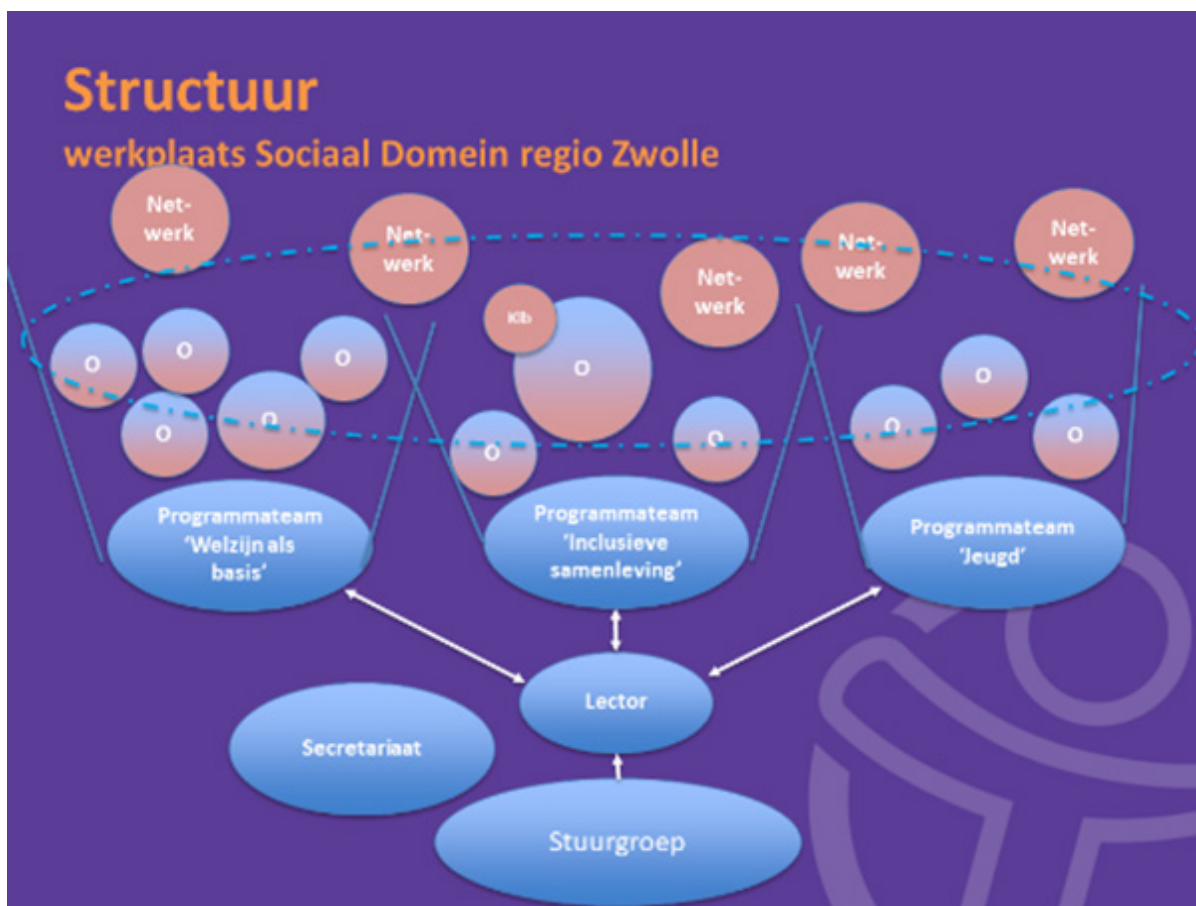 Structuur
werkplaats Sociaal Domein regio Zwolle
Net-
werk
Net-
werk
Net-
werk
Net-
werk
Net-
werk
O
O
O
O
O
O
O
O
O
O
O
Programmateam
‘Welzijn als
basis’
Programmateam
‘Inclusieve
samenleving’
Programmateam
‘Jeugd’
Lector
Secretariaat
Stuurgroep